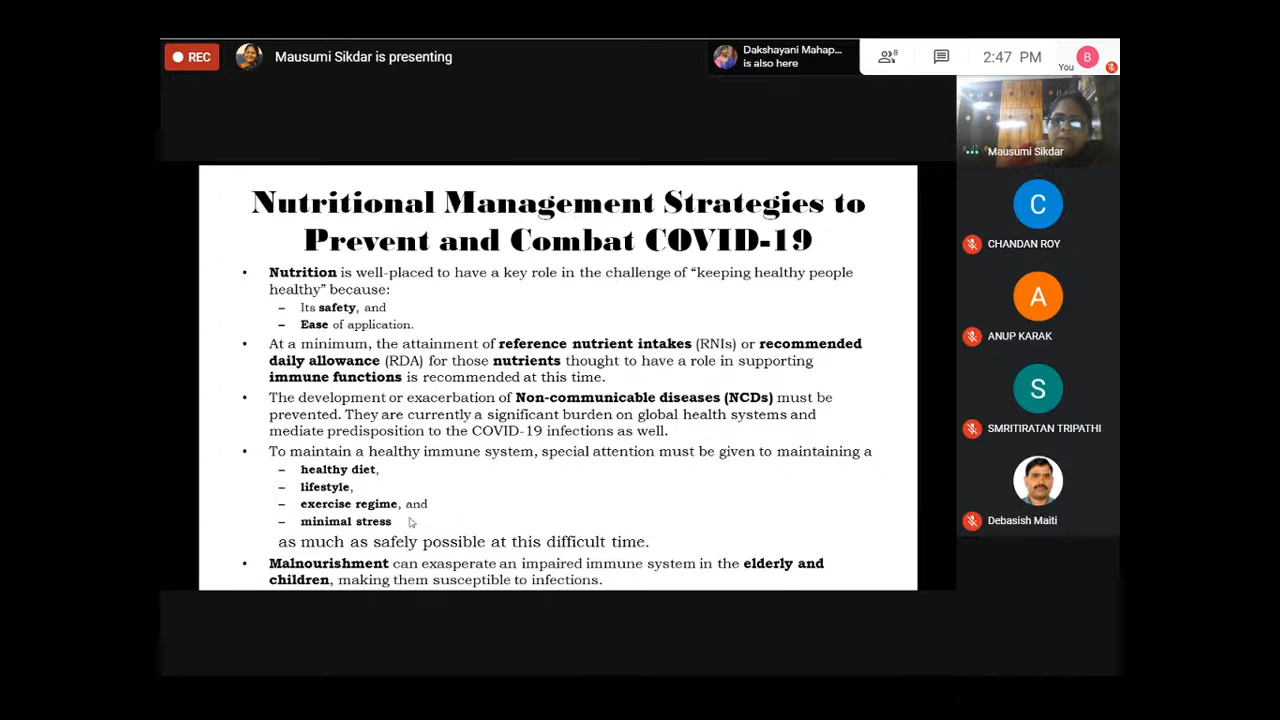 REC
Mausumi Sikdar is presenting
Dakshayani Mahap...
is also here
8
2:47 PM
You
B
Mausumi Sikdar
C
CHANDAN ROY
A
ANUP KARAK
S
SMRITIRATAN TRIPATHI
Debasish Maiti
Nutritional Management Strategies to
Prevent and Combat COVID-19
• Nutrition is well-placed to have a key role in the challenge of “keeping healthy people
healthy” because:
– Its safety, and
– Ease of application.
• At a minimum, the attainment of reference nutrient intakes (RNIs) or recommended
daily allowance (RDA) for those nutrients thought to have a role in supporting
immune functions is recommended at this time.
• The development or exacerbation of Non-communicable diseases (NCDs) must be
prevented. They are currently a significant burden on global health systems and
mediate predisposition to the COVID-19 infections as well.
• To maintain a healthy immune system, special attention must be given to maintaining a
– healthy diet,
– lifestyle,
– exercise regime, and
– minimal stress
as much as safely possible at this difficult time.
• Malnourishment can exasperate an impaired immune system in the elderly and
children, making them susceptible to infections.